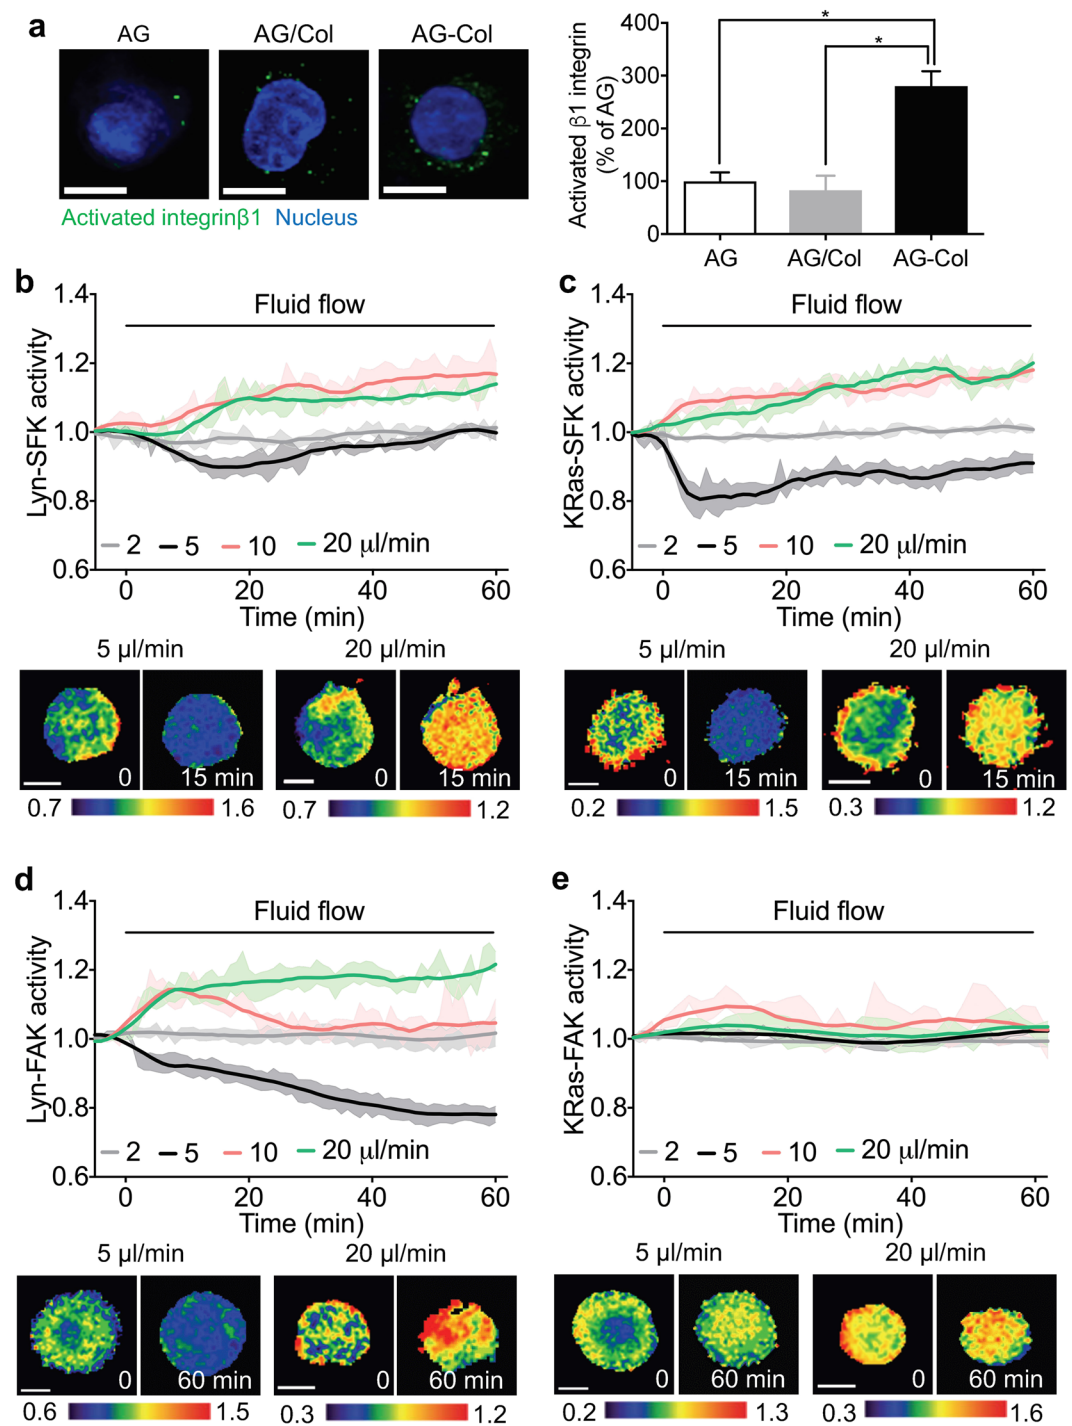 a
AG AG/Col AG-Col
Activated integrinβ1 Nucleus
Activated β1 integrin
(% of AG)
400
300
200
100
0
*
*
AG AG/Col AG-Col
b
Lyn-SFK activity
1.4
1.2
1.0
0.8
0.6
Fluid flow
2 5 10 20 μl/min
0 20 40 60
Time (min)
5 μl/min 20 μl/min
0 15 min 0 15 min
0.7 1.6 0.7 1.2
c
KRas-SFK activity
1.4
1.2
1.0
0.8
0.6
Fluid flow
2 5 10 20 μl/min
0 20 40 60
Time (min)
5 μl/min 20 μl/min
0 15 min 0 15 min
0.2 1.5 0.3 1.2
d
Lyn-FAK activity
1.4
1.2
1.0
0.8
0.6
Fluid flow
2 5 10 20 μl/min
0 20 40 60
Time (min)
5 μl/min 20 μl/min
0 60 min 0 60 min
0.6 1.5 0.3 1.2
e
KRas-FAK activity
1.4
1.2
1.0
0.8
0.6
Fluid flow
2 5 10 20 μl/min
0 20 40 60
Time (min)
5 μl/min 20 μl/min
0 60 min 0 60 min
0.2 1.3 0.3 1.6